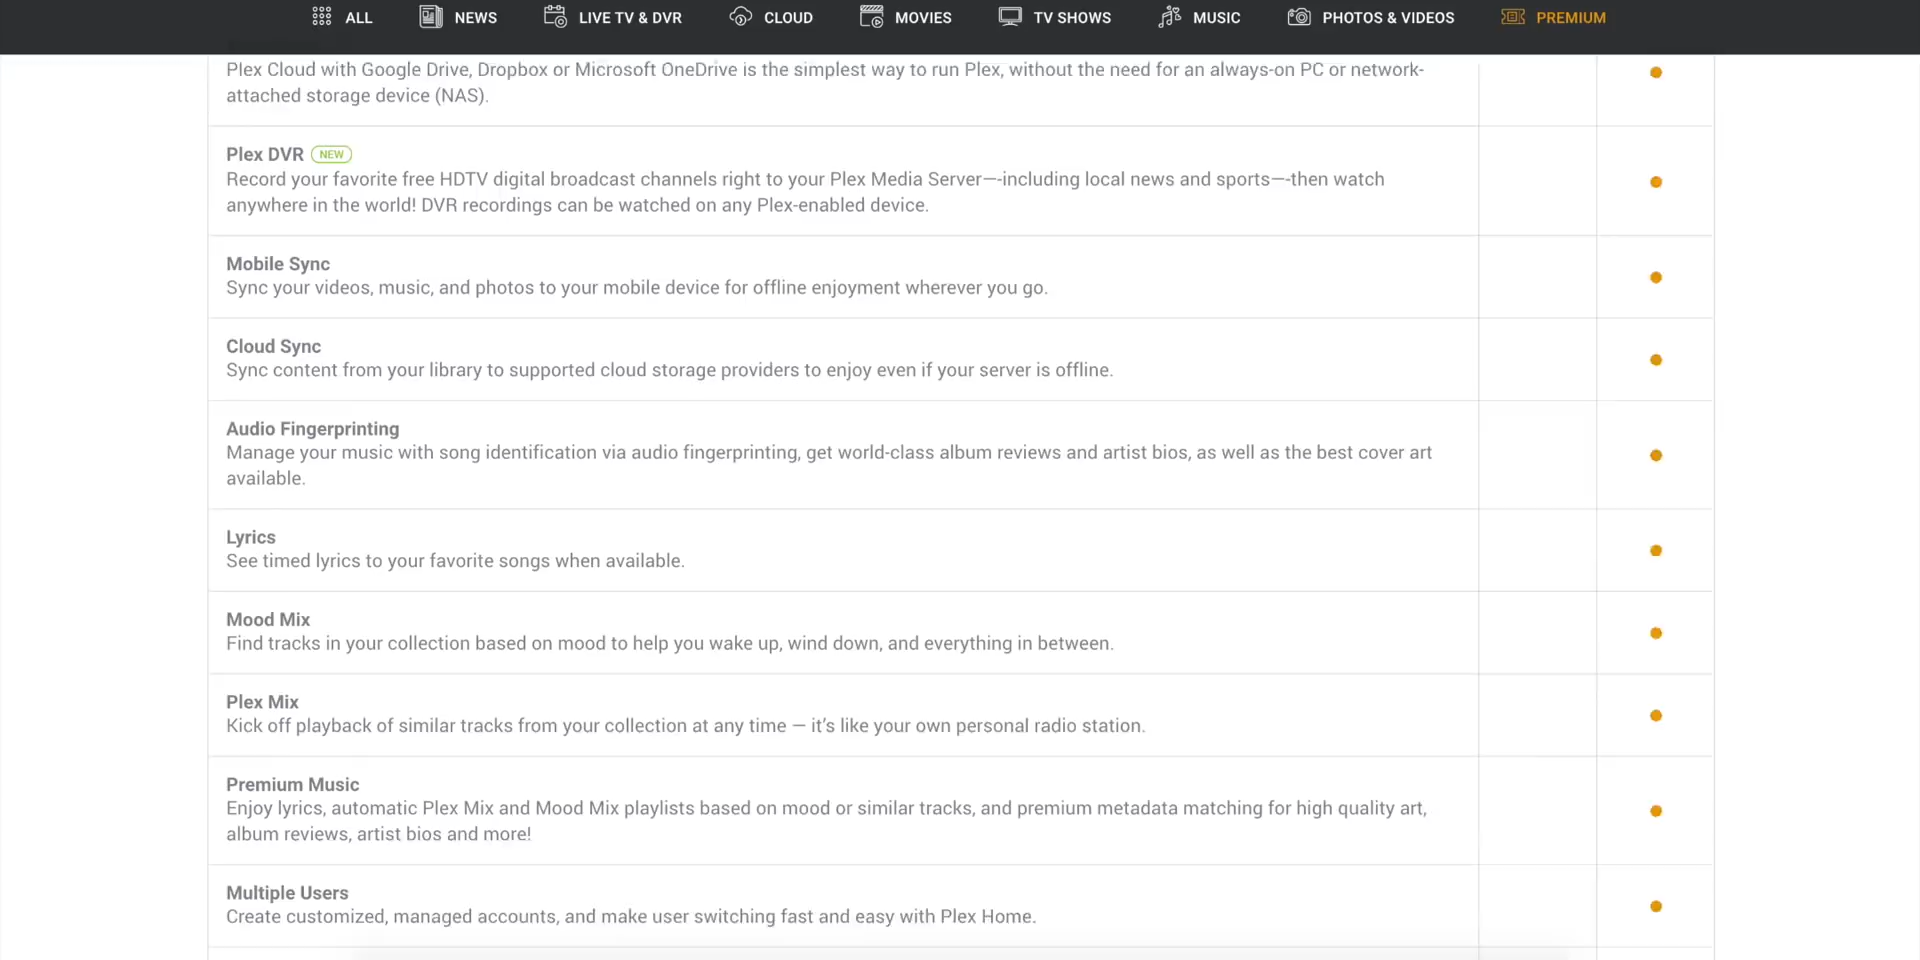 ALL NEWS LIVE TV & DVR CLOUD MOVIES TV SHOWS MUSIC PHOTOS & VIDEOS PREMIUM
Plex Cloud with Google Drive, Dropbox or Microsoft OneDrive is the simplest way to run Plex, without the need for an always-on PC or network-
attached storage device (NAS).
Plex DVR NEW
Record your favorite free HDTV digital broadcast channels right to your Plex Media Server—-including local news and sports—-then watch
anywhere in the world! DVR recordings can be watched on any Plex-enabled device.
Mobile Sync
Sync your videos, music, and photos to your mobile device for offline enjoyment wherever you go.
Cloud Sync
Sync content from your library to supported cloud storage providers to enjoy even if your server is offline.
Audio Fingerprinting
Manage your music with song identification via audio fingerprinting, get world-class album reviews and artist bios, as well as the best cover art
available.
Lyrics
See timed lyrics to your favorite songs when available.
Mood Mix
Find tracks in your collection based on mood to help you wake up, wind down, and everything in between.
Plex Mix
Kick off playback of similar tracks from your collection at any time — it’s like your own personal radio station.
Premium Music
Enjoy lyrics, automatic Plex Mix and Mood Mix playlists based on mood or similar tracks, and premium metadata matching for high quality art,
album reviews, artist bios and more!
Multiple Users
Create customized, managed accounts, and make user switching fast and easy with Plex Home.